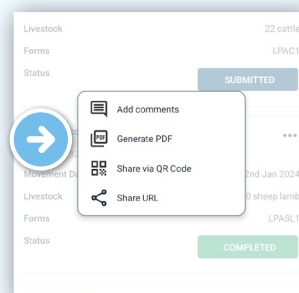 Livestock 22 cattle
Forms LPAC1
Status SUBMITTED
Add comments
PDF Generate PDF
Share via QR Code
Movement Da 2nd Jan 2024
Livestock 0 sheep lamb
Share URL
Forms LPASL1
Status COMPLETED